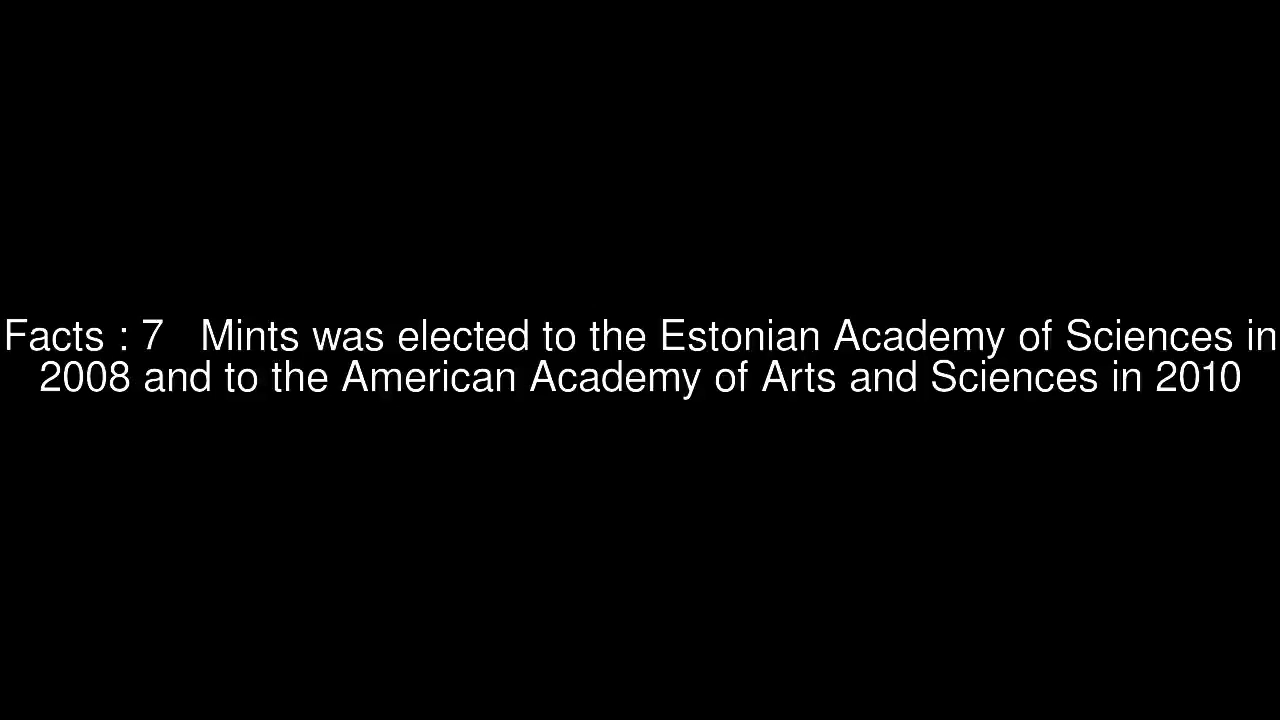 Facts : 7   Mints was elected to the Estonian Academy of Sciences in
2008 and to the American Academy of Arts and Sciences in 2010